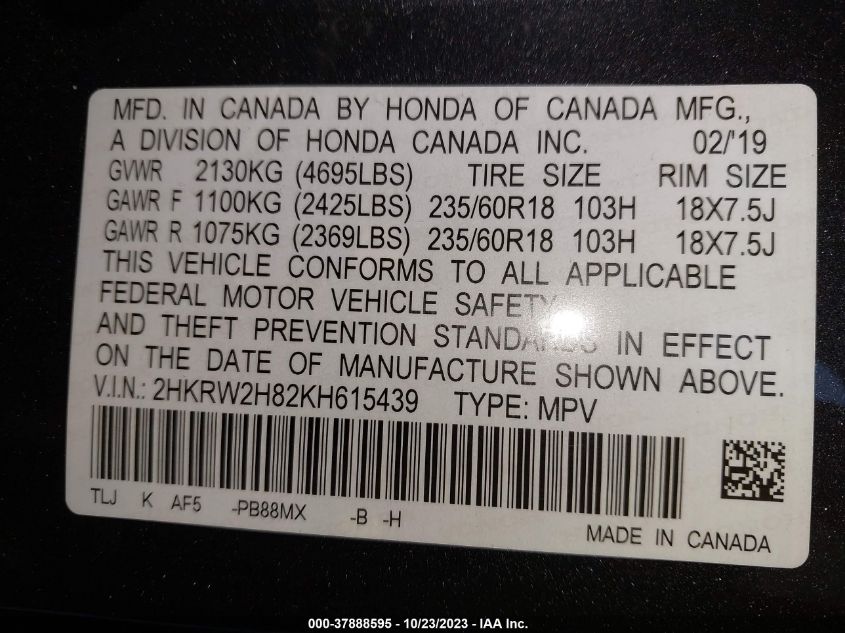 MFD. IN CANADA BY HONDA OF CANADA MFG.,
A DIVISION OF HONDA CANADA INC. 02/'19
GVWR 2130KG (4695LBS) TIRE SIZE RIM SIZE
GAWR F 1100KG (2425LBS) 235/60R18 103H 18X7.5J
GAWR R 1075KG (2369LBS) 235/60R18 103H 18X7.5J
THIS VEHICLE CONFORMS TO ALL APPLICABLE
FEDERAL MOTOR VEHICLE SAFETY
AND THEFT PREVENTION STANDARDS IN EFFECT
ON THE DATE OF MANUFACTURE SHOWN ABOVE.
V.I.N.: 2HKRW2H82KH615439 TYPE: MPV
TLJ K AF5 -PB88MX -B -H
MADE IN CANADA
000-37888595 - 10/23/2023 - IAA Inc.